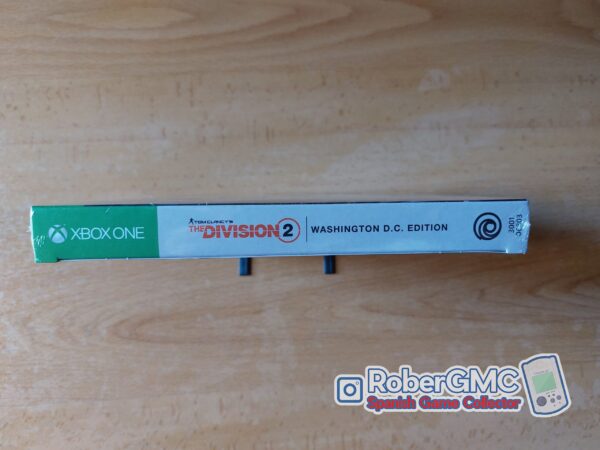 XBOX ONE
TOM CLANCY'S
THE DIVISION 2
WASHINGTON D.C. EDITION
RoberGMC
Spanish Game Collector